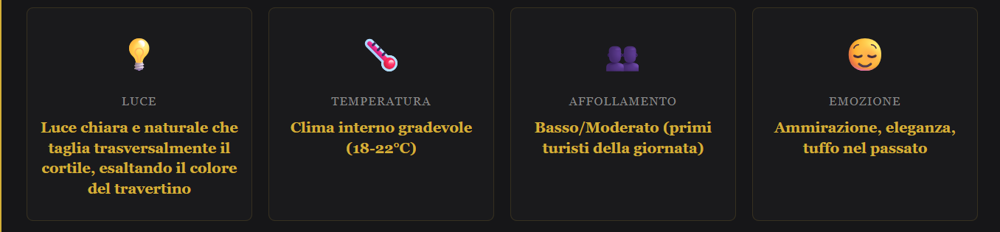 LUCE
Luce chiara e naturale che
taglia trasversalmente il
cortile, esaltando il colore
del travertino
TEMPERATURA
Clima interno gradevole
(18-22°C)
AFFOLLAMENTO
Basso/Moderato (primi
turisti della giornata)
EMOZIONE
Ammirazione, eleganza,
tuffo nel passato